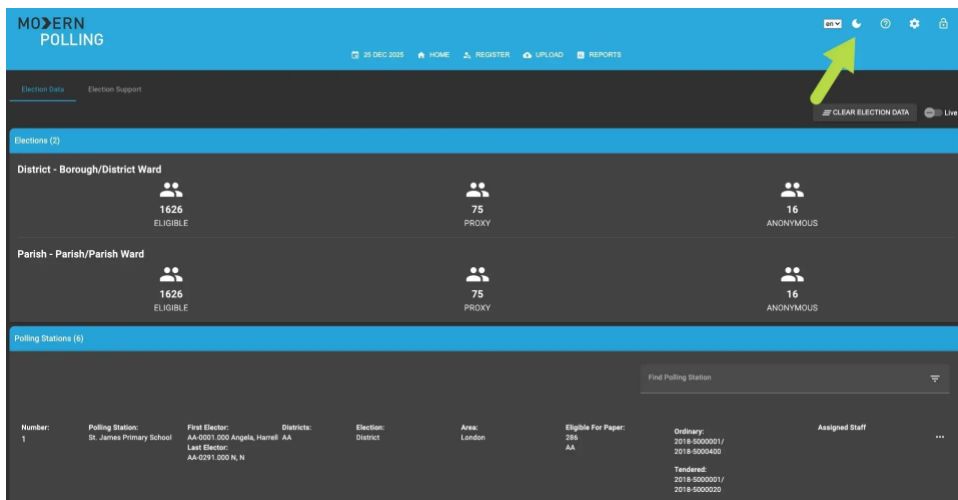 MODERN
POLLING
en
25 DEC 2025 HOME REGISTER UPLOAD REPORTS
Election Data Election Support
CLEAR ELECTION DATA Live
Elections (2)
District - Borough/District Ward
1626 75 16
ELIGIBLE PROXY ANONYMOUS
Parish - Parish/Parish Ward
1626 75 16
ELIGIBLE PROXY ANONYMOUS
Polling Stations (6)
Find Polling Station
Number: Polling Station: First Elector: Districts: Election: Area: Eligible For Paper: Ordinary: Assigned Staff
1 St. James Primary School AA-0001.000 Angela, Harrell AA District London 286 2018-S000001/
Last Elector: AA 2018-S000400
AA-0291.000 N, N
Tendered:
2018-S000001/
2018-S000020